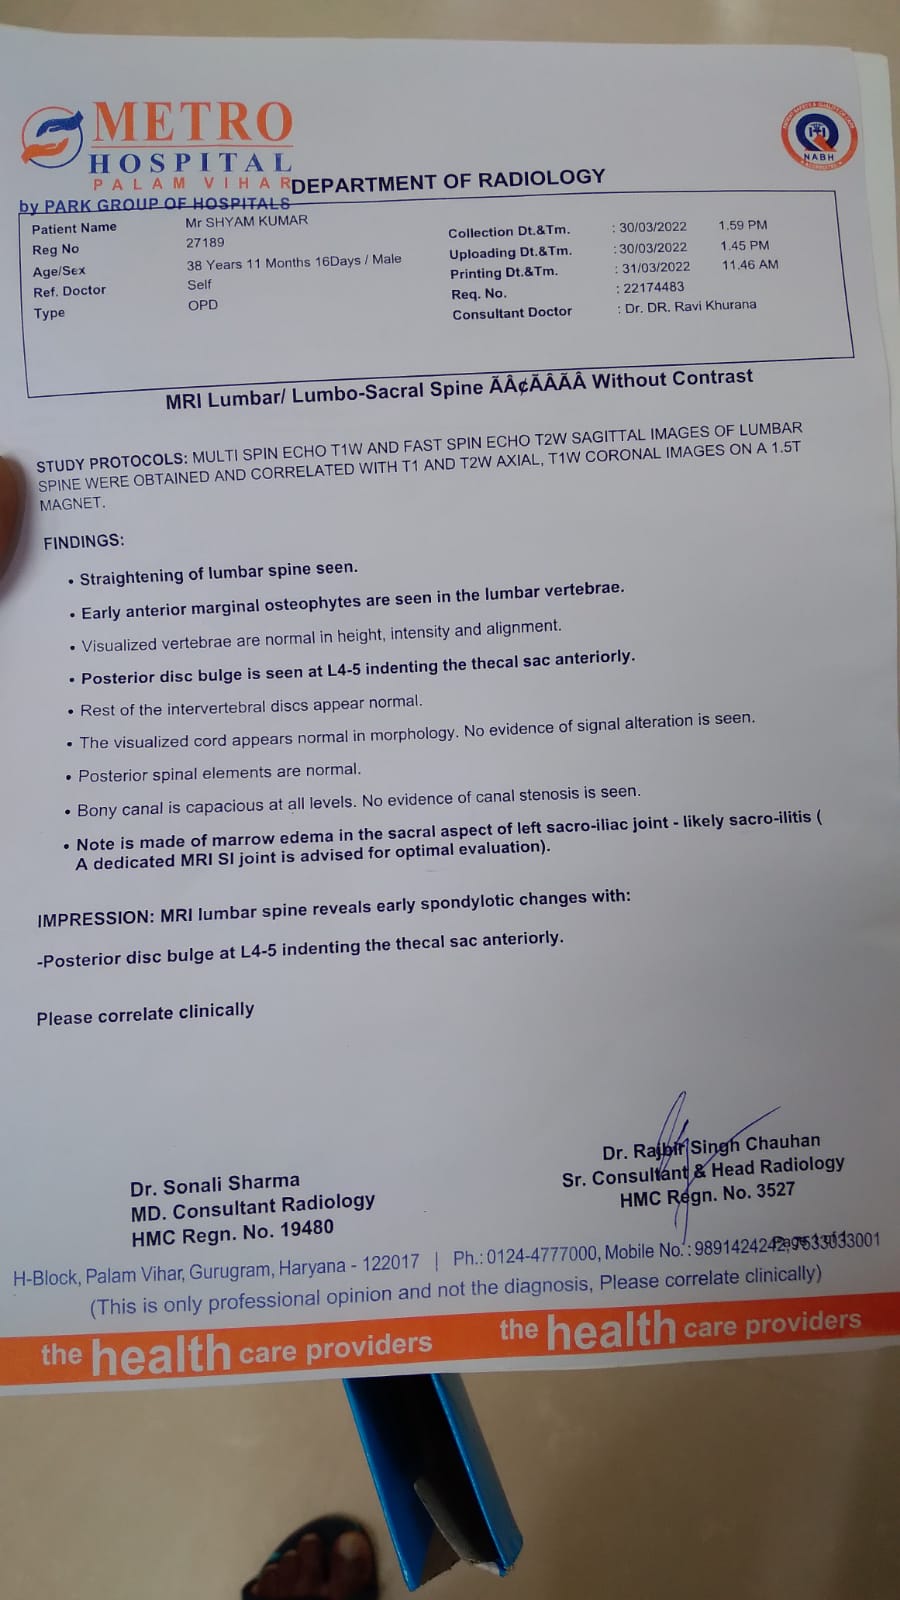 METRO
HOSPITAL
PALAM VIHAR
by PARK GROUP OF HOSPITALS
NABH
DEPARTMENT OF RADIOLOGY
Patient Name Mr SHYAM KUMAR Collection Dt.&Tm. : 30/03/2022 1.59 PM
Reg No 27189 Uploading Dt.&Tm. : 30/03/2022 1.45 PM
Age/Sex 38 Years 11 Months 16Days / Male Printing Dt.&Tm. : 31/03/2022 11.46 AM
Ref. Doctor Self Req. No. : 22174483
Type OPD Consultant Doctor : Dr. DR. Ravi Khurana
MRI Lumbar/ Lumbo-Sacral Spine ÃÂ¢ÃÂÃÂ Without Contrast
STUDY PROTOCOLS: MULTI SPIN ECHO T1W AND FAST SPIN ECHO T2W SAGITTAL IMAGES OF LUMBAR
SPINE WERE OBTAINED AND CORRELATED WITH T1 AND T2W AXIAL, T1W CORONAL IMAGES ON A 1.5T
MAGNET.
FINDINGS:
• Straightening of lumbar spine seen.
• Early anterior marginal osteophytes are seen in the lumbar vertebrae.
• Visualized vertebrae are normal in height, intensity and alignment.
• Posterior disc bulge is seen at L4-5 indenting the thecal sac anteriorly.
• Rest of the intervertebral discs appear normal.
• The visualized cord appears normal in morphology. No evidence of signal alteration is seen.
• Posterior spinal elements are normal.
• Bony canal is capacious at all levels. No evidence of canal stenosis is seen.
• Note is made of marrow edema in the sacral aspect of left sacro-iliac joint - likely sacro-ilitis (
A dedicated MRI SI joint is advised for optimal evaluation).
IMPRESSION: MRI lumbar spine reveals early spondylotic changes with:
-Posterior disc bulge at L4-5 indenting the thecal sac anteriorly.
Please correlate clinically
Dr. Sonali Sharma
MD. Consultant Radiology
HMC Regn. No. 19480
Dr. Rajbir Singh Chauhan
Sr. Consultant & Head Radiology
HMC Regn. No. 3527
H-Block, Palam Vihar, Gurugram, Haryana - 122017 | Ph.: 0124-4777000, Mobile No.: 9891424242, 7533033001
(This is only professional opinion and not the diagnosis, Please correlate clinically)
the health care providers the health care providers